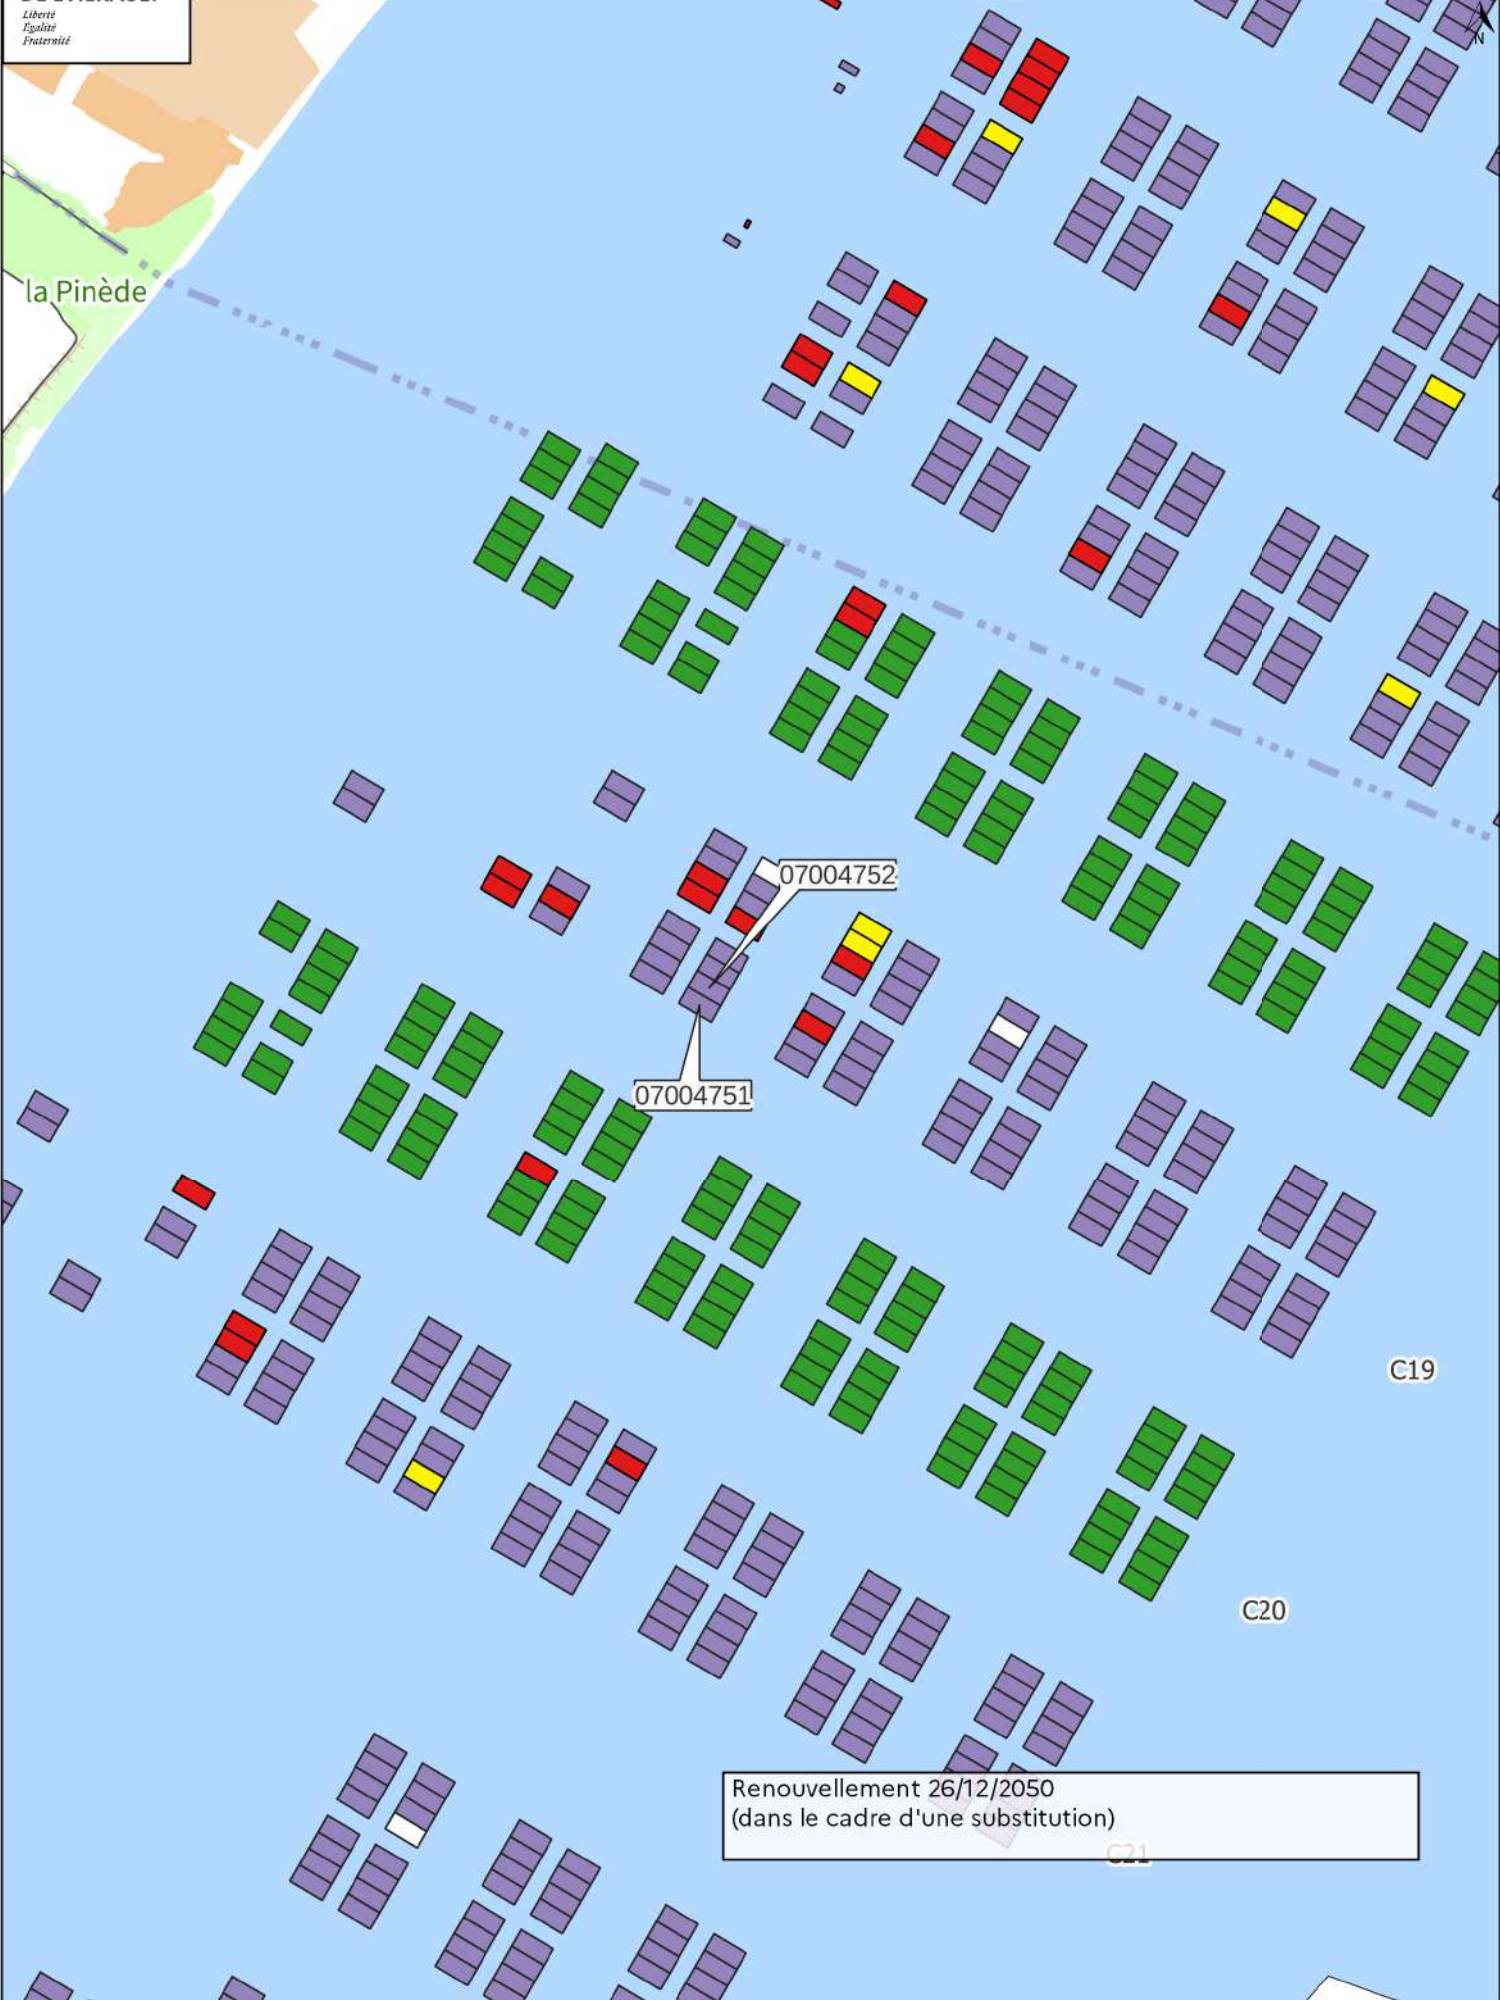 Liberté
Égalité
Fraternité
N
la Pinède
07004752
07004751
C19
C20
Renouvellement 26/12/2050
(dans le cadre d'une substitution)
C21